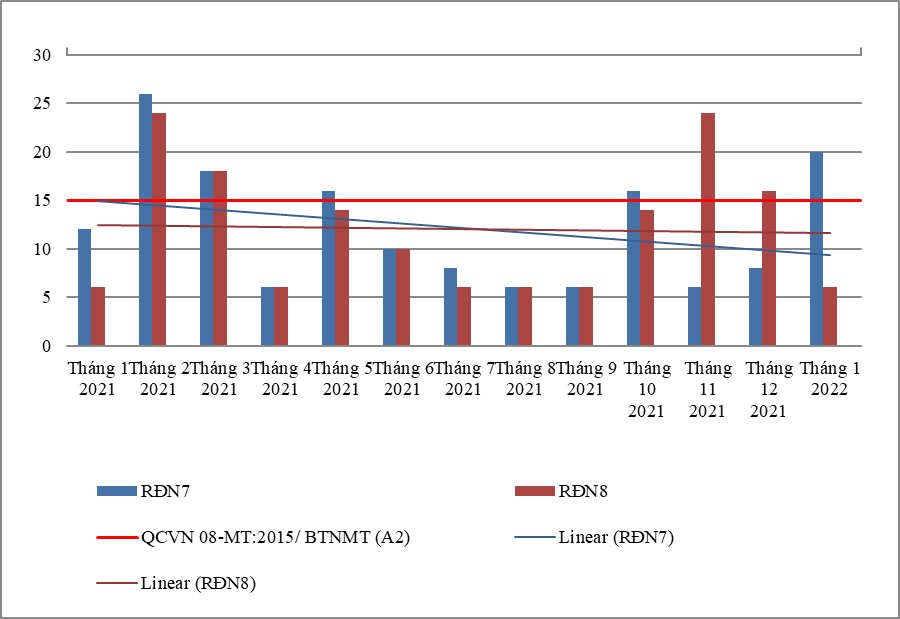 30
25
20
15
10
5
0
Tháng 1 Tháng 2 Tháng 3 Tháng 4 Tháng 5 Tháng 6 Tháng 7 Tháng 8 Tháng 9 Tháng Tháng Tháng Tháng 1
2021 2021 2021 2021 2021 2021 2021 2021 2021 10 11 12 2022
2021 2021 2021
RĐN7 RĐN8
QCVN 08-MT:2015/ BTNMT (A2) Linear (RĐN7)
Linear (RĐN8)